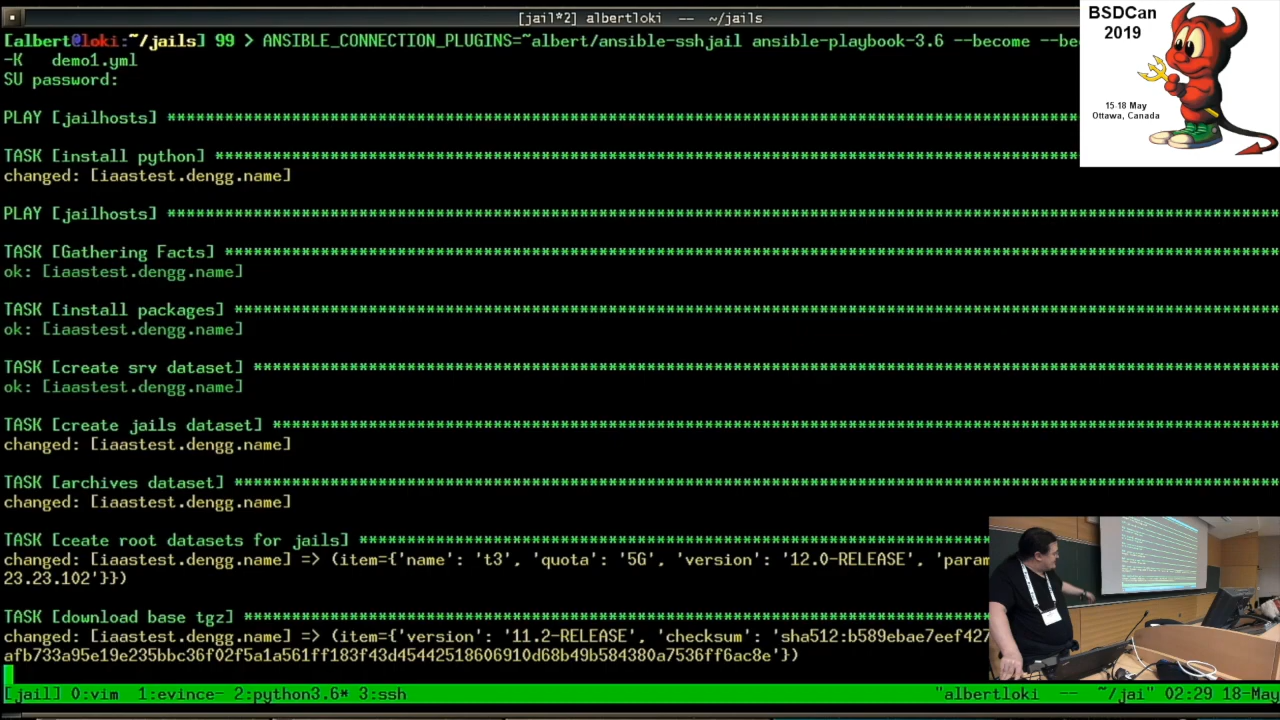 [jail*2] albertloki -- ~/jails
[albert@loki:~/jails] 99 > ANSIBLE_CONNECTION_PLUGINS=~albert/ansible-sshjail ansible-playbook-3.6 --become --be
-K   demo1.yml
SU password:
PLAY [jailhosts] ***********************************************************************************************
TASK [install python] ******************************************************************************************
changed: [iaastest.dengg.name]
PLAY [jailhosts] ********************************************************************************************************************
TASK [Gathering Facts] **************************************************************************************************************
ok: [iaastest.dengg.name]
TASK [install packages] *************************************************************************************************************
ok: [iaastest.dengg.name]
TASK [create srv dataset] ***********************************************************************************************************
ok: [iaastest.dengg.name]
TASK [create jails dataset] *********************************************************************************************************
changed: [iaastest.dengg.name]
TASK [archives dataset] *************************************************************************************************************
changed: [iaastest.dengg.name]
TASK [ceate root datasets for jails] ******************************************************************
changed: [iaastest.dengg.name] => (item={'name': 't3', 'quota': '5G', 'version': '12.0-RELEASE', 'param
23.23.102'}})
TASK [download base tgz] ******************************************************************************
changed: [iaastest.dengg.name] => (item={'version': '11.2-RELEASE', 'checksum': 'sha512:b589ebae7eef427
afb733a95e19e235bbc36f02f5a1a561ff183f43d45442518606910d68b49b584380a7536ff6ac8e'})
[jail] 0:vim  1:evince- 2:python3.6* 3:ssh
"albertloki -- ~/jai" 02:29 18-May
BSDCan
2019
15-18 May
Ottawa, Canada